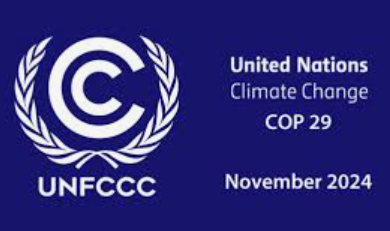 UNFCCC
United Nations
Climate Change
COP 29
November 2024